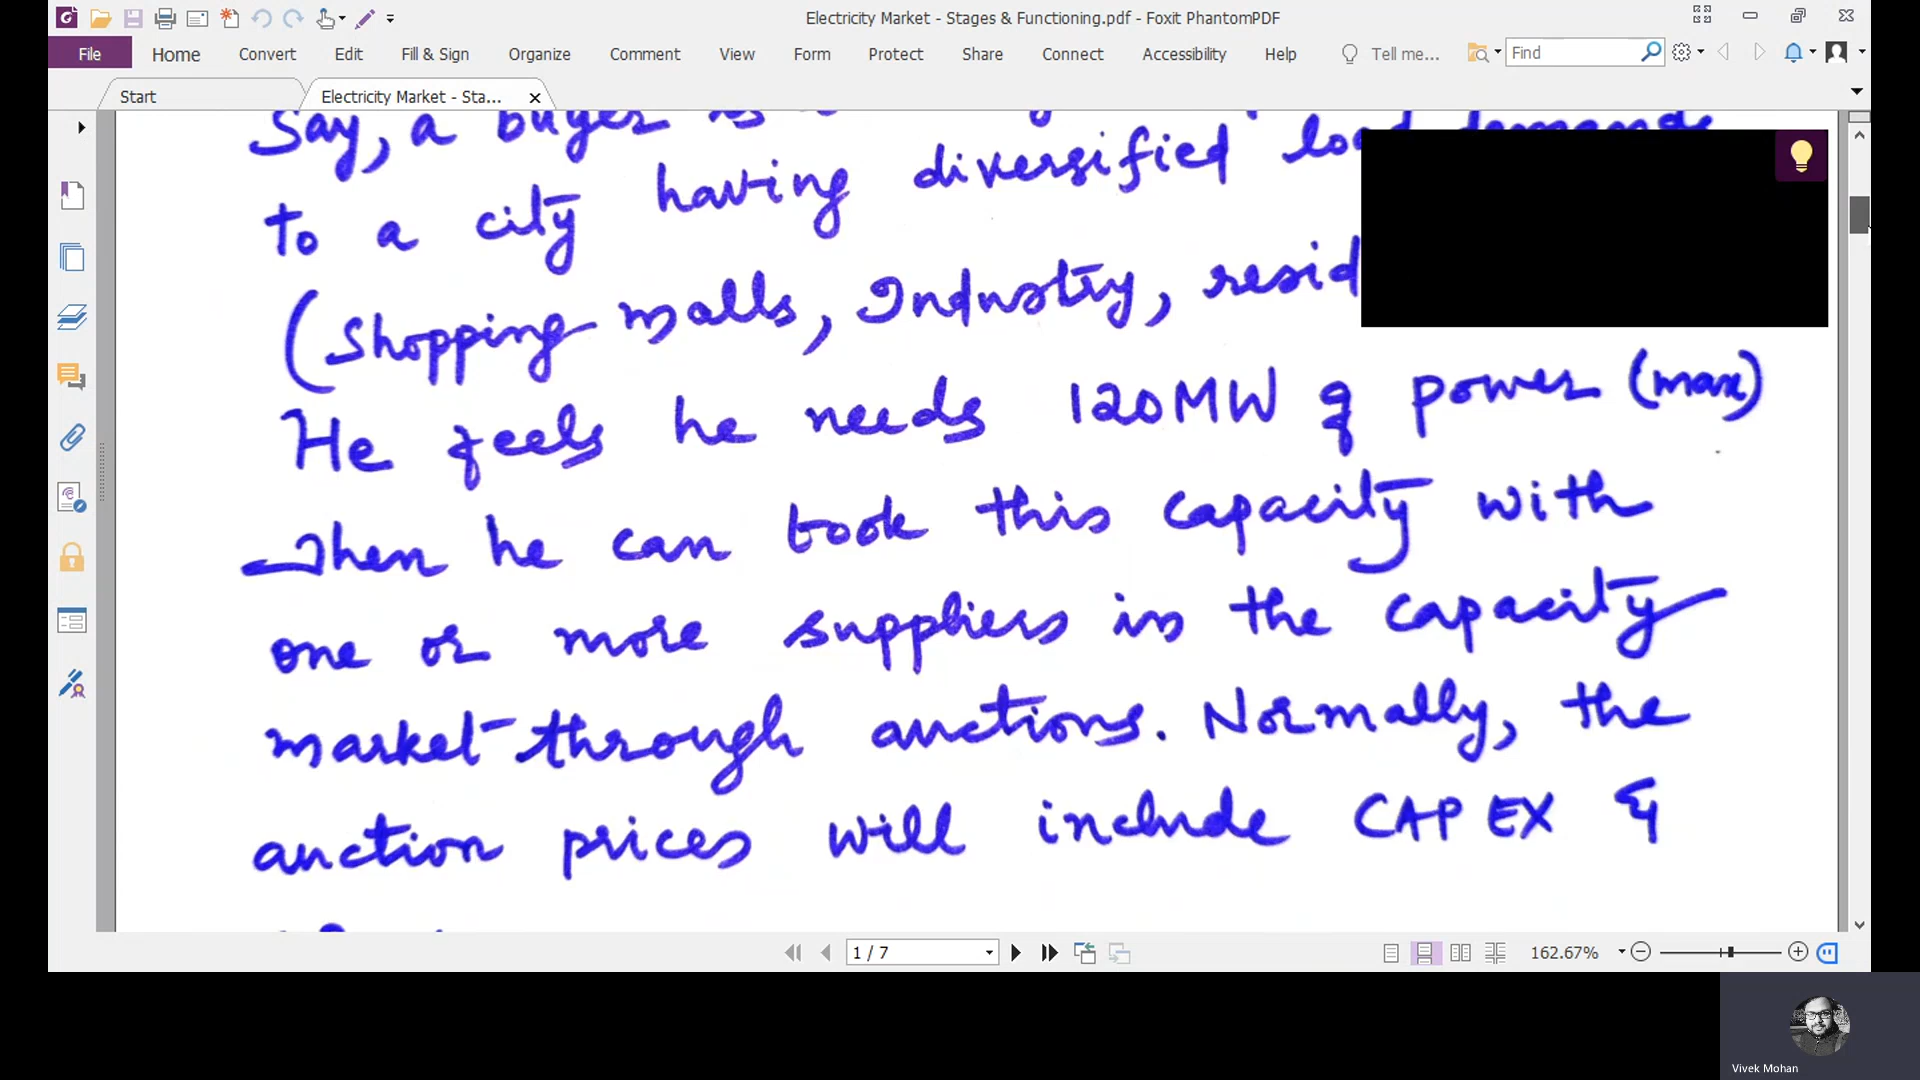 Electricity Market - Stages & Functioning.pdf - Foxit PhantomPDF
File Home Convert Edit Fill & Sign Organize Comment View Form Protect Share Connect Accessibility Help Tell me... Find
Start Electricity Market - Sta...
Say, a buyer is
to a city having diversified load demands
(Shopping malls, Industry, resid
He feels he needs 120MW of power (max)
Then he can book this capacity with
one or more suppliers in the capacity
market through auctions. Normally, the
auction prices will include CAPEX &
1 / 7 162.67%
Vivek Mohan